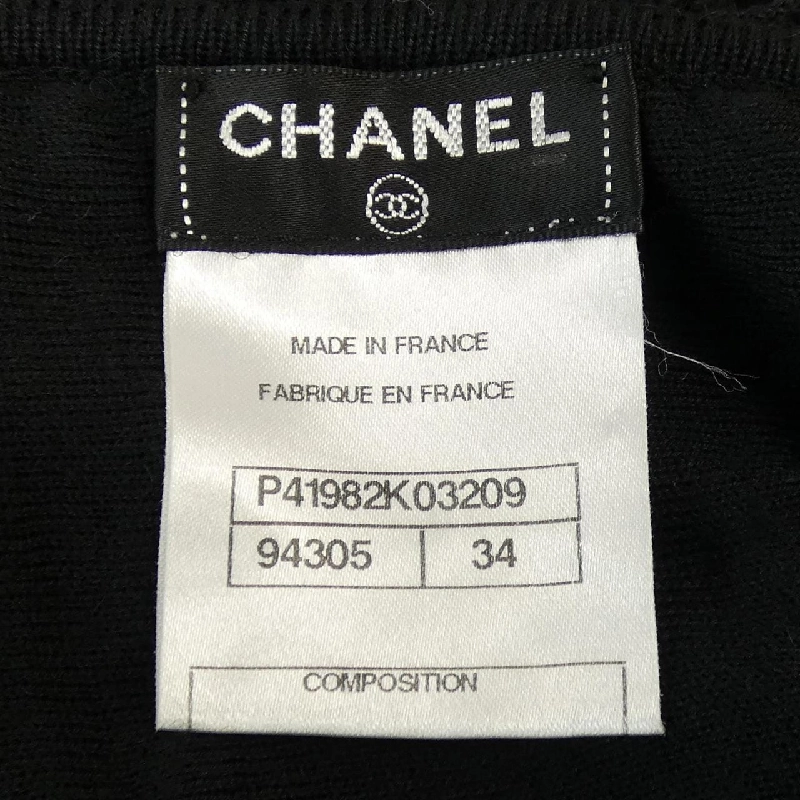 CHANEL
MADE IN FRANCE
FABRIQUE EN FRANCE
P41982K03209
94305 34
COMPOSITION